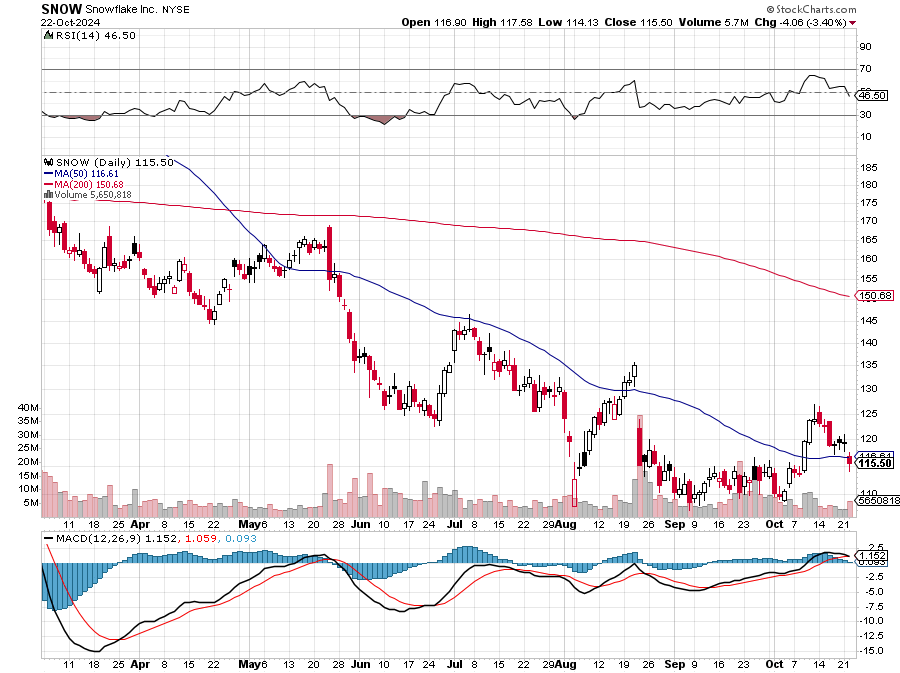 SNOW Snowflake Inc. NYSE © StockCharts.com
22-Oct-2024 Open 116.90 High 117.58 Low 114.13 Close 115.50 Volume 5.7M Chg -4.06 (-3.40%)
RSI(14) 46.50
90
70
46.50
30
10
SNOW (Daily) 115.50
MA(50) 116.61
MA(200) 150.68
Volume 5,650,818
185
180
175
170
165
160
155
150.68
145
140
135
130
125
120
115.50
110
5650818
40M
35M
30M
25M
20M
15M
10M
5M
11 18 25 Apr 8 15 22 May 6 13 20 28 Jun 10 17 24 Jul 8 15 22 29 Aug 12 19 26 Sep 9 16 23 Oct 7 14 21
MACD(12,26,9) 1.152, 1.059, 0.093
2.5
1.152
0.093
-2.5
-5.0
-7.5
-10.0
-12.5
-15.0
11 18 25 Apr 8 15 22 May 6 13 20 28 Jun 10 17 24 Jul 8 15 22 29 Aug 12 19 26 Sep 9 16 23 Oct 7 14 21